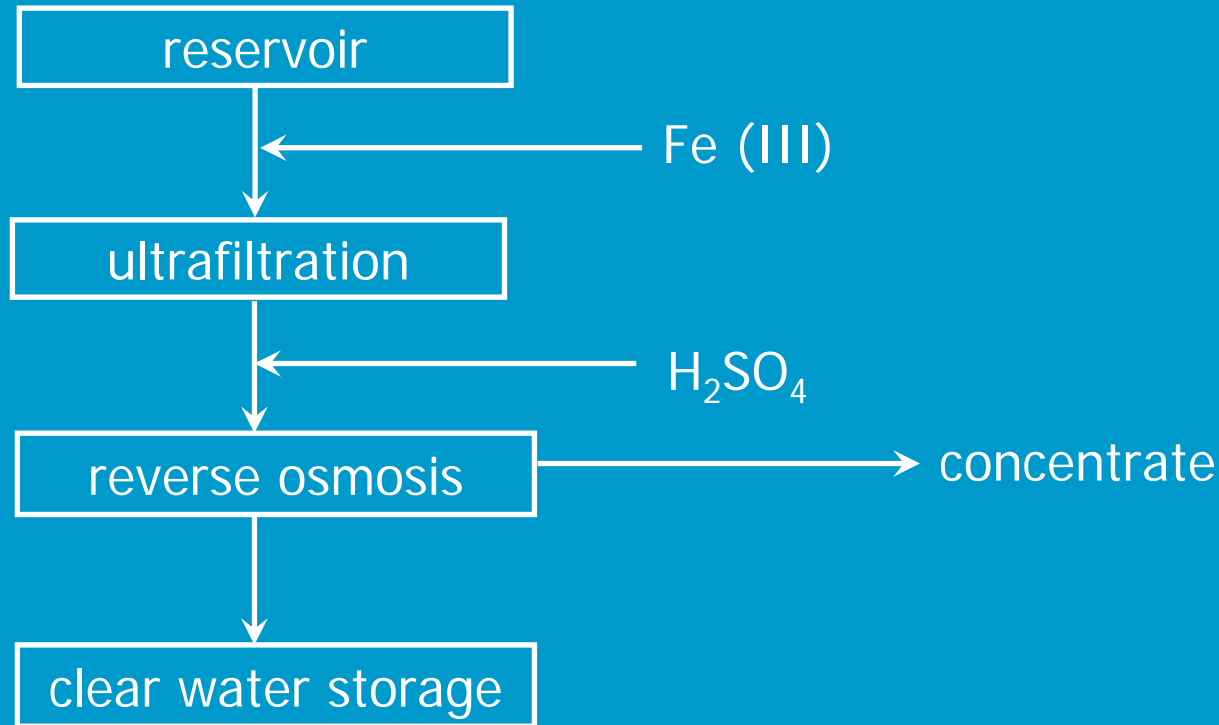 reservoir
Fe (III)
ultrafiltration
H₂SO₄
reverse osmosis
concentrate
clear water storage